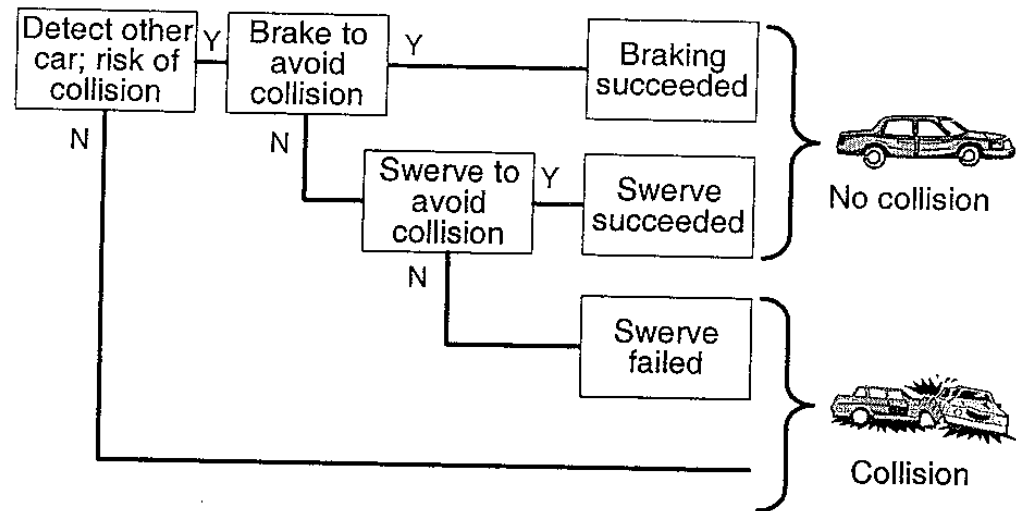 Detect other
car; risk of
collision
Y
Brake to
avoid
collision
Y
Braking
succeeded
N
N
Swerve to
avoid
collision
Y
Swerve
succeeded
No collision
N
Swerve
failed
Collision